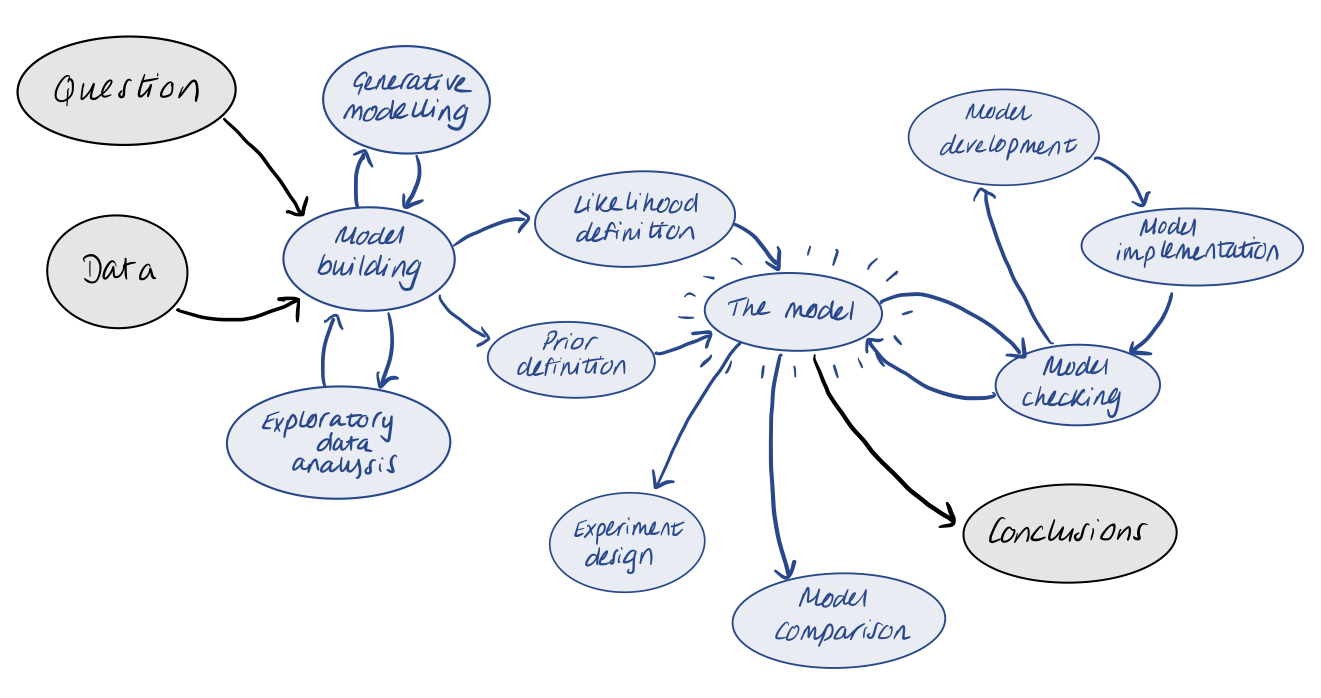 Question
Generative
modelling
Data
Model
building
Exploratory
data
analysis
Likelihood
definition
Prior
definition
The model
Model
development
Model
implementation
Model
checking
Experiment
design
Model
comparison
Conclusions